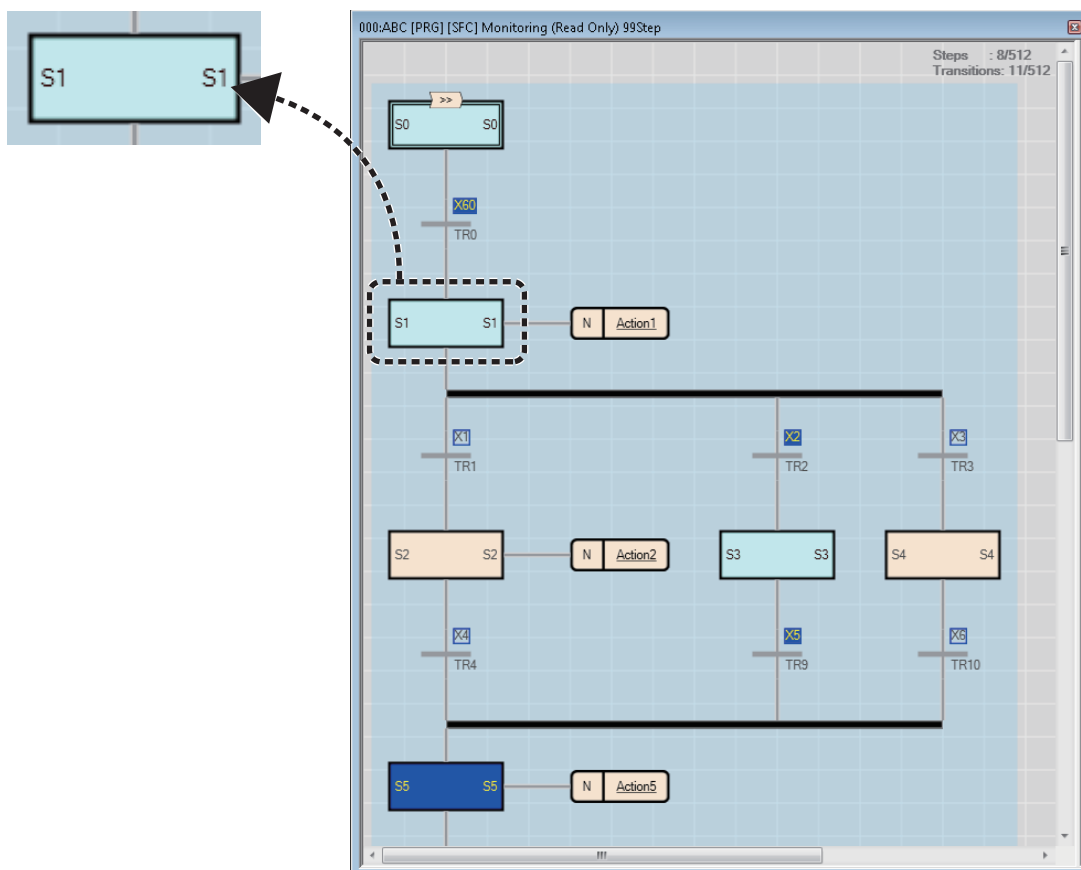 000:ABC [PRG] [SFC] Monitoring (Read Only) 99Step
Steps : 8/512
Transitions: 11/512
S1 S1
>>
S0 S0
X60
TR0
S1 S1 N Action1
X1 X2 X3
TR1 TR2 TR3
S2 S2 N Action2 S3 S3 S4 S4
X4 X5 X6
TR4 TR9 TR10
S5 S5 N Action5